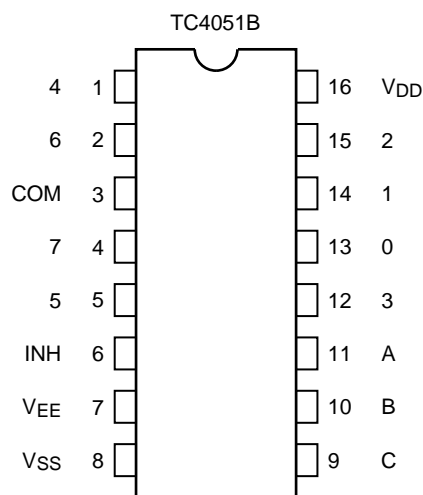 TC4051B
4 1 16 VDD
6 2 15 2
COM 3 14 1
7 4 13 0
5 5 12 3
INH 6 11 A
VEE 7 10 B
VSS 8 9 C